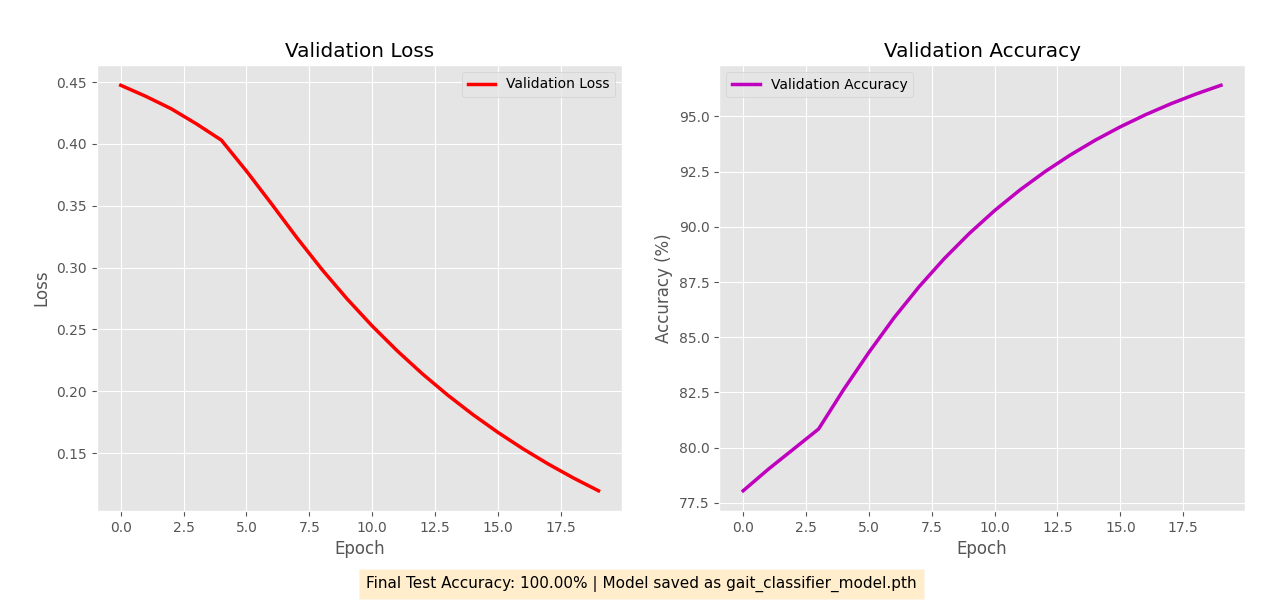 Validation Loss
Validation Loss
0.45
0.40
0.35
0.30
0.25
0.20
0.15
Loss
0.0 2.5 5.0 7.5 10.0 12.5 15.0 17.5
Epoch
Validation Accuracy
Validation Accuracy
95.0
92.5
90.0
87.5
85.0
82.5
80.0
77.5
Accuracy (%)
0.0 2.5 5.0 7.5 10.0 12.5 15.0 17.5
Epoch
Final Test Accuracy: 100.00% | Model saved as gait_classifier_model.pth